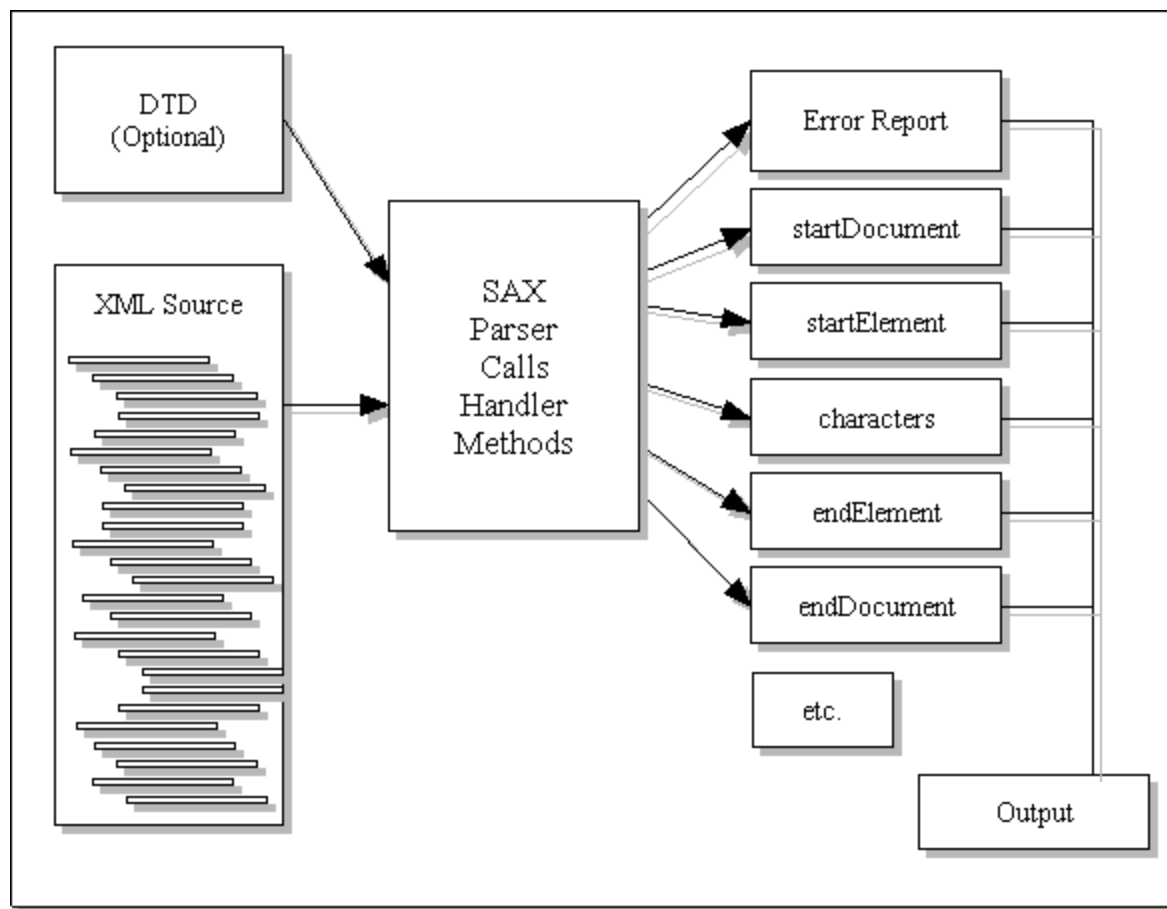 DTD
(Optional)
XML Source
SAX
Parser
Calls
Handler
Methods
Error Report
startDocument
startElement
characters
endElement
endDocument
etc.
Output